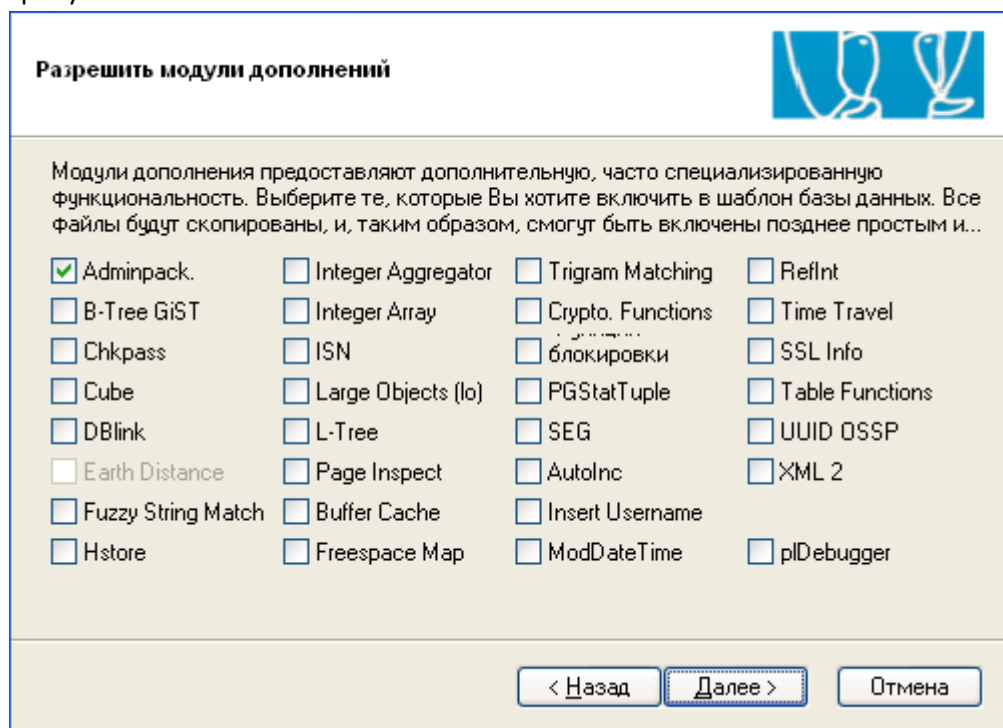 Разрешить модули дополнений
Модули дополнения предоставляют дополнительную, часто специализированную
функциональность. Выберите те, которые Вы хотите включить в шаблон базы данных. Все
файлы будут скопированы, и, таким образом, смогут быть включены позднее простым и...
Adminpack. Integer Aggregator Trigram Matching RefInt
B-Tree GiST Integer Array Crypto. Functions Time Travel
Chkpass ISN блокировки SSL Info
Cube Large Objects (lo) PGStatTuple Table Functions
DBlink L-Tree SEG UUID OSSP
Earth Distance Page Inspect AutoInc XML 2
Fuzzy String Match Buffer Cache Insert Username
Hstore Freespace Map ModDateTime plDebugger
< Назад Далее > Отмена